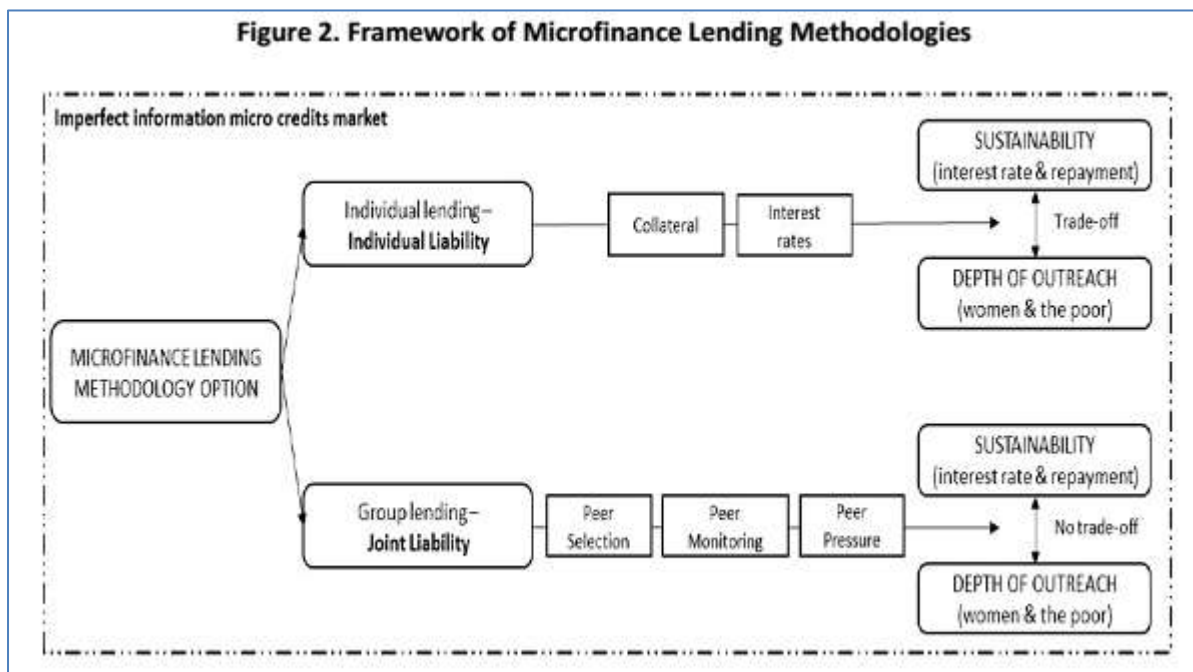 Figure 2. Framework of Microfinance Lending Methodologies
Imperfect information micro credits market
SUSTAINABILITY
(interest rate & repayment)
Individual lending–
Individual Liability
Collateral
Interest
rates
Trade-off
DEPTH OF OUTREACH
(women & the poor)
MICROFINANCE LENDING
METHODOLOGY OPTION
SUSTAINABILITY
(interest rate & repayment)
Group lending–
Joint Liability
Peer
Selection
Peer
Monitoring
Peer
Pressure
No trade-off
DEPTH OF OUTREACH
(women & the poor)